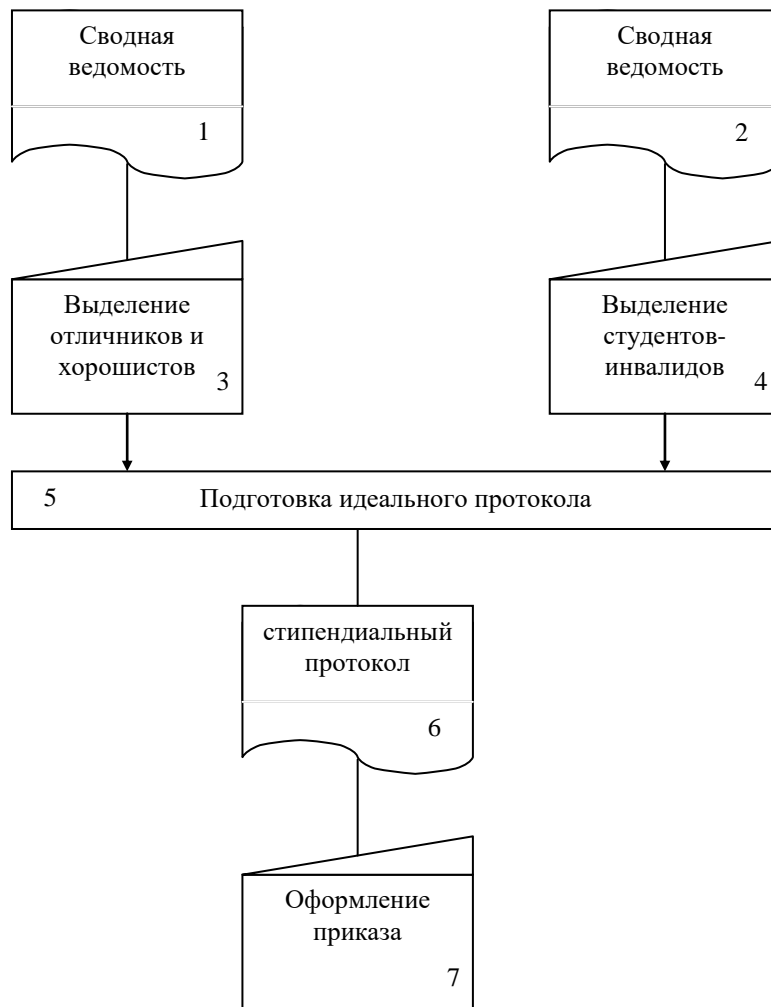 Сводная
ведомость
1
Сводная
ведомость
2
Выделение
отличников и
хорошистов
3
Выделение
студентов-
инвалидов
4
5 Подготовка идеального протокола
стипендиальный
протокол
6
Оформление
приказа
7